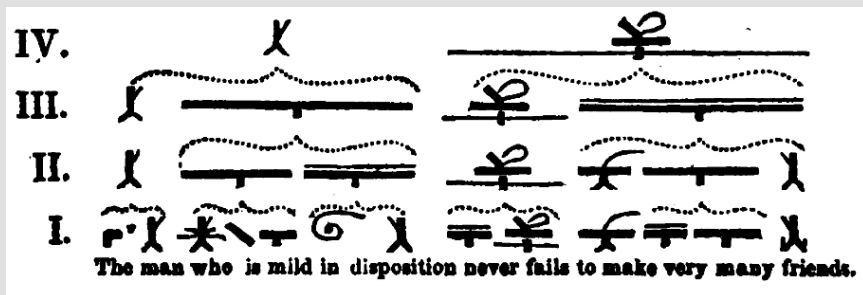 IV.
III.
II.
I.
The man who is mild in disposition never fails to make very many friends.